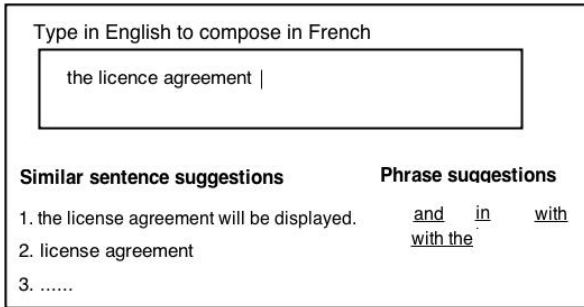 Type in English to compose in French
the licence agreement
Similar sentence suggestions
1. the license agreement will be displayed.
2. license agreement
3. ......
Phrase suggestions
and in with
with the